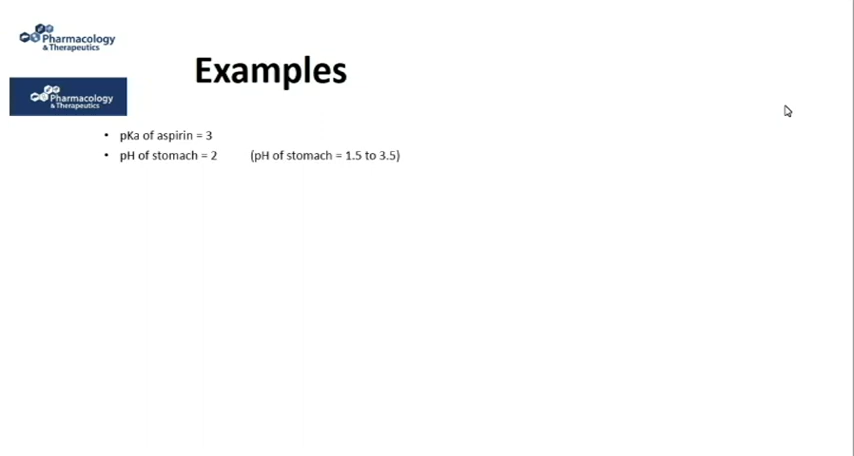 Pharmacology
& Therapeutics
Examples
Pharmacology
& Therapeutics
• pKa of aspirin = 3
• pH of stomach = 2 (pH of stomach = 1.5 to 3.5)